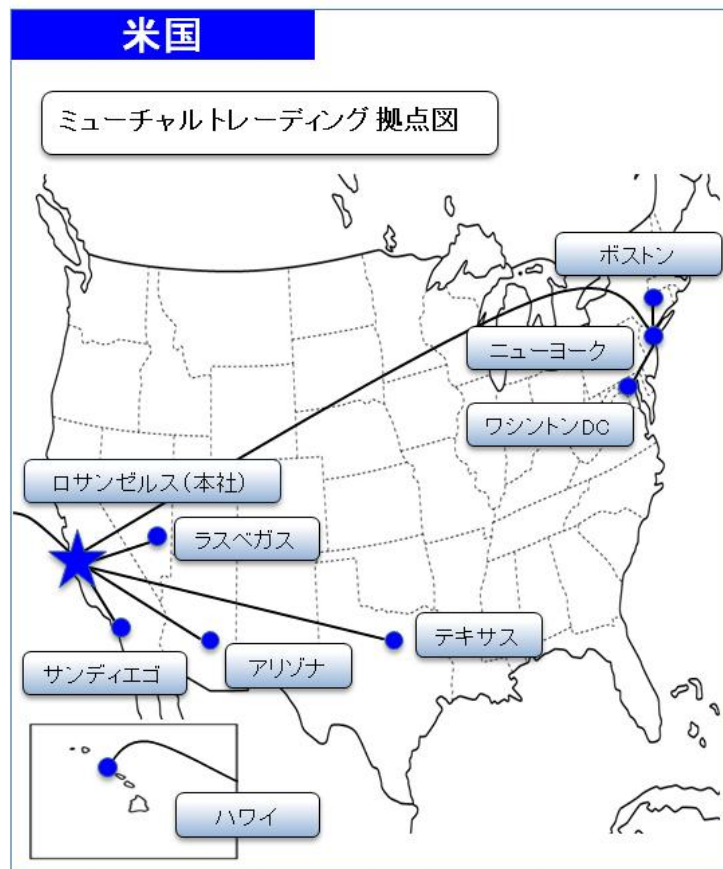 米国
ミューチャルトレーディング 拠点図
ボストン
ニューヨーク
ワシントンDC
ロサンゼルス(本社)
ラスベガス
テキサス
サンディエゴ
アリゾナ
ハワイ